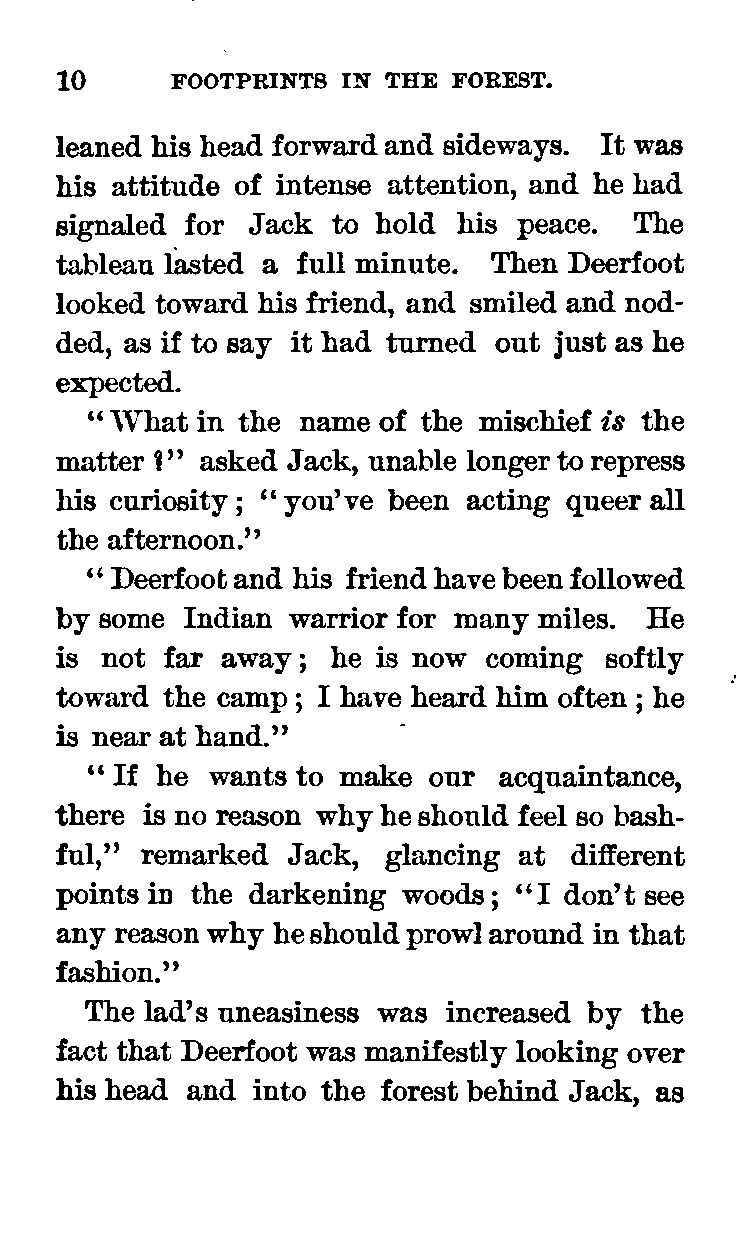 10 FOOTPRINTS IN THE FOREST.
leaned his head forward and sideways. It was
his attitude of intense attention, and he had
signaled for Jack to hold his peace. The
tableau lasted a full minute. Then Deerfoot
looked toward his friend, and smiled and nod-
ded, as if to say it had turned out just as he
expected.
"What in the name of the mischief is the
matter?" asked Jack, unable longer to repress
his curiosity; "you've been acting queer all
the afternoon."
"Deerfoot and his friend have been followed
by some Indian warrior for many miles. He
is not far away; he is now coming softly
toward the camp; I have heard him often; he
is near at hand."
"If he wants to make our acquaintance,
there is no reason why he should feel so bash-
ful," remarked Jack, glancing at different
points in the darkening woods; "I don't see
any reason why he should prowl around in that
fashion."
The lad's uneasiness was increased by the
fact that Deerfoot was manifestly looking over
his head and into the forest behind Jack, as